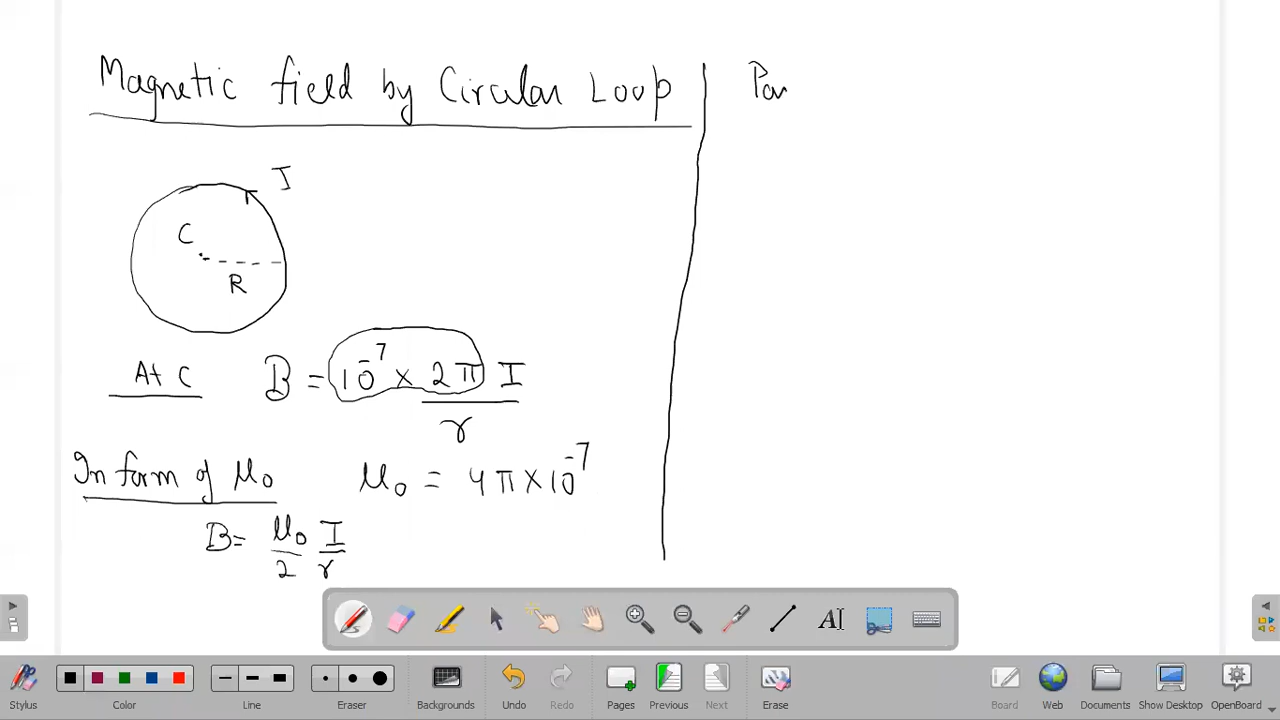 Magnetic field by Circular Loop
I
C
R
At C B = 10⁻⁷ × 2π I
r
In form of μ₀ μ₀ = 4π×10⁻⁷
B = μ₀ I
2 r
Par
Stylus Color Line Eraser Backgrounds Undo Redo Pages Previous Next Erase Board Web Documents Show Desktop OpenBoard